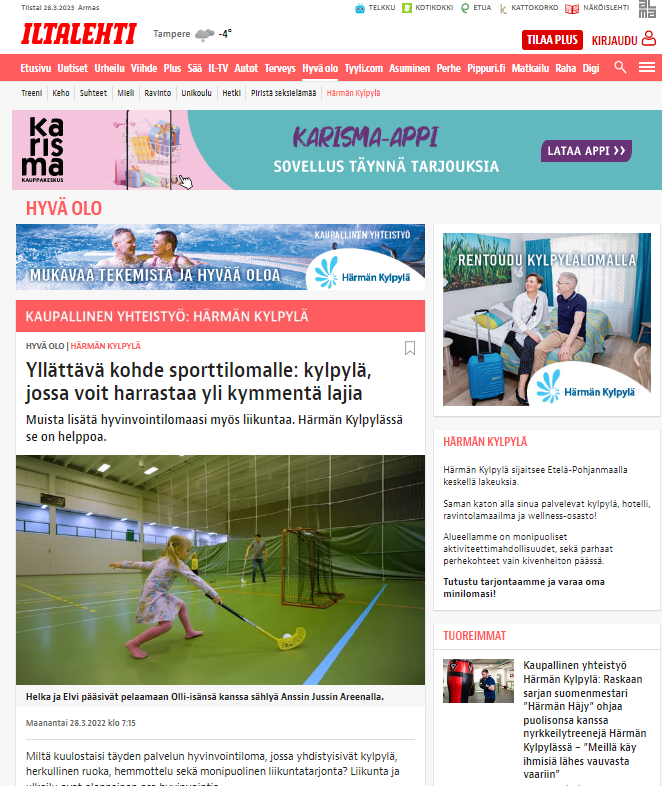 Tiistai 28.3.2023 Armas
TELKKU
KOTIKOKKI
ETUA
KATTOKORKO
NÄKÖISLEHTI
ILTALEHTI
Tampere -4°
TILAA PLUS
KIRJAUDU
Etusivu Uutiset Urheilu Viihde Plus Sää IL-TV Autot Terveys Hyvä olo Tyyli.com Asuminen Perhe Pippuri.fi Matkailu Raha Digi
Treeni Keho Suhteet Mieli Ravinto Unikoulu Hetki Piristä seksielämää Härmän Kylpylä
karisma
KAUPPAKESKUS
KARISMA-APPI
SOVELLUS TÄYNNÄ TARJOUKSIA
LATAA APPI ❯❯
HYVÄ OLO
KAUPALLINEN YHTEISTYÖ
MUKAVAA TEKEMISTÄ JA HYVÄÄ OLOA
Härmän Kylpylä
KAUPALLINEN YHTEISTYÖ: HÄRMÄN KYLPYLÄ
HYVÄ OLO | HÄRMÄN KYLPYLÄ
Yllättävä kohde sporttilomalle: kylpylä,
jossa voit harrastaa yli kymmentä lajia
Muista lisätä hyvinvointilomaasi myös liikuntaa. Härmän Kylpylässä
se on helppoa.
Helka ja Elvi pääsivät pelaamaan Olli-isänsä kanssa sählyä Anssin Jussin Areenalla.
Maanantai 28.3.2022 klo 7:15
Miltä kuulostaisi täyden palvelun hyvinvointiloma, jossa yhdistyisivät kylpylä,
herkullinen ruoka, hemmottelu sekä monipuolinen liikuntatarjonta? Liikunta ja
RENTOUDU KYLPYLÄLOMALLA
Härmän Kylpylä
HÄRMÄN KYLPYLÄ
Härmän Kylpylä sijaitsee Etelä-Pohjanmaalla
keskellä lakeuksia.
Saman katon alla sinua palvelevat kylpylä, hotelli,
ravintolamaailma ja wellness-osasto!
Alueellamme on monipuoliset
aktiviteettimahdollisuudet, sekä parhaat
perhekohteet vain kivenheiton päässä.
Tutustu tarjontaamme ja varaa oma
minilomasi!
TUOREIMMAT
Kaupallinen yhteistyö
Härmän Kylpylä: Raskaan
sarjan suomenmestari
”Härmän Häjy” ohjaa
puolisonsa kanssa
nyrkkeilytreenejä Härmän
Kylpylässä – ”Meillä käy
ihmisiä lähes vauvasta
vaariin”